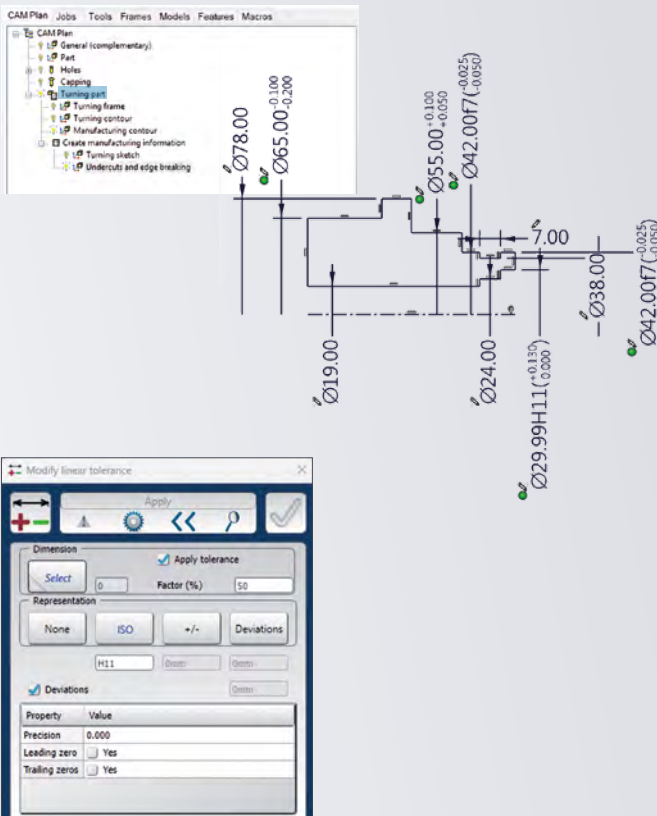 CAM Plan Jobs Tools Frames Models Features Macros
CAM Plan
General (complementary)
Part
Holes
Capping
Turning part
Turning frame
Turning contour
Manufacturing contour
Create manufacturing information
Turning sketch
Undercuts and edge breaking
Ø78.00
Ø65.00 -0.100 -0.200
Ø55.00 +0.100 +0.050
Ø42.00f7(-0.025 -0.050)
7.00
Ø19.00
Ø24.00
Ø29.99H11(+0.130 0.000)
Ø38.00
Ø42.00f7(-0.025 -0.050)
Modify linear tolerance
Apply
Dimension
Apply tolerance
Select 0 Factor (%) 50
Representation
None ISO +/- Deviations
H11 0mm 0mm
Deviations 0mm
Property Value
Precision 0.000
Leading zero Yes
Trailing zeros Yes